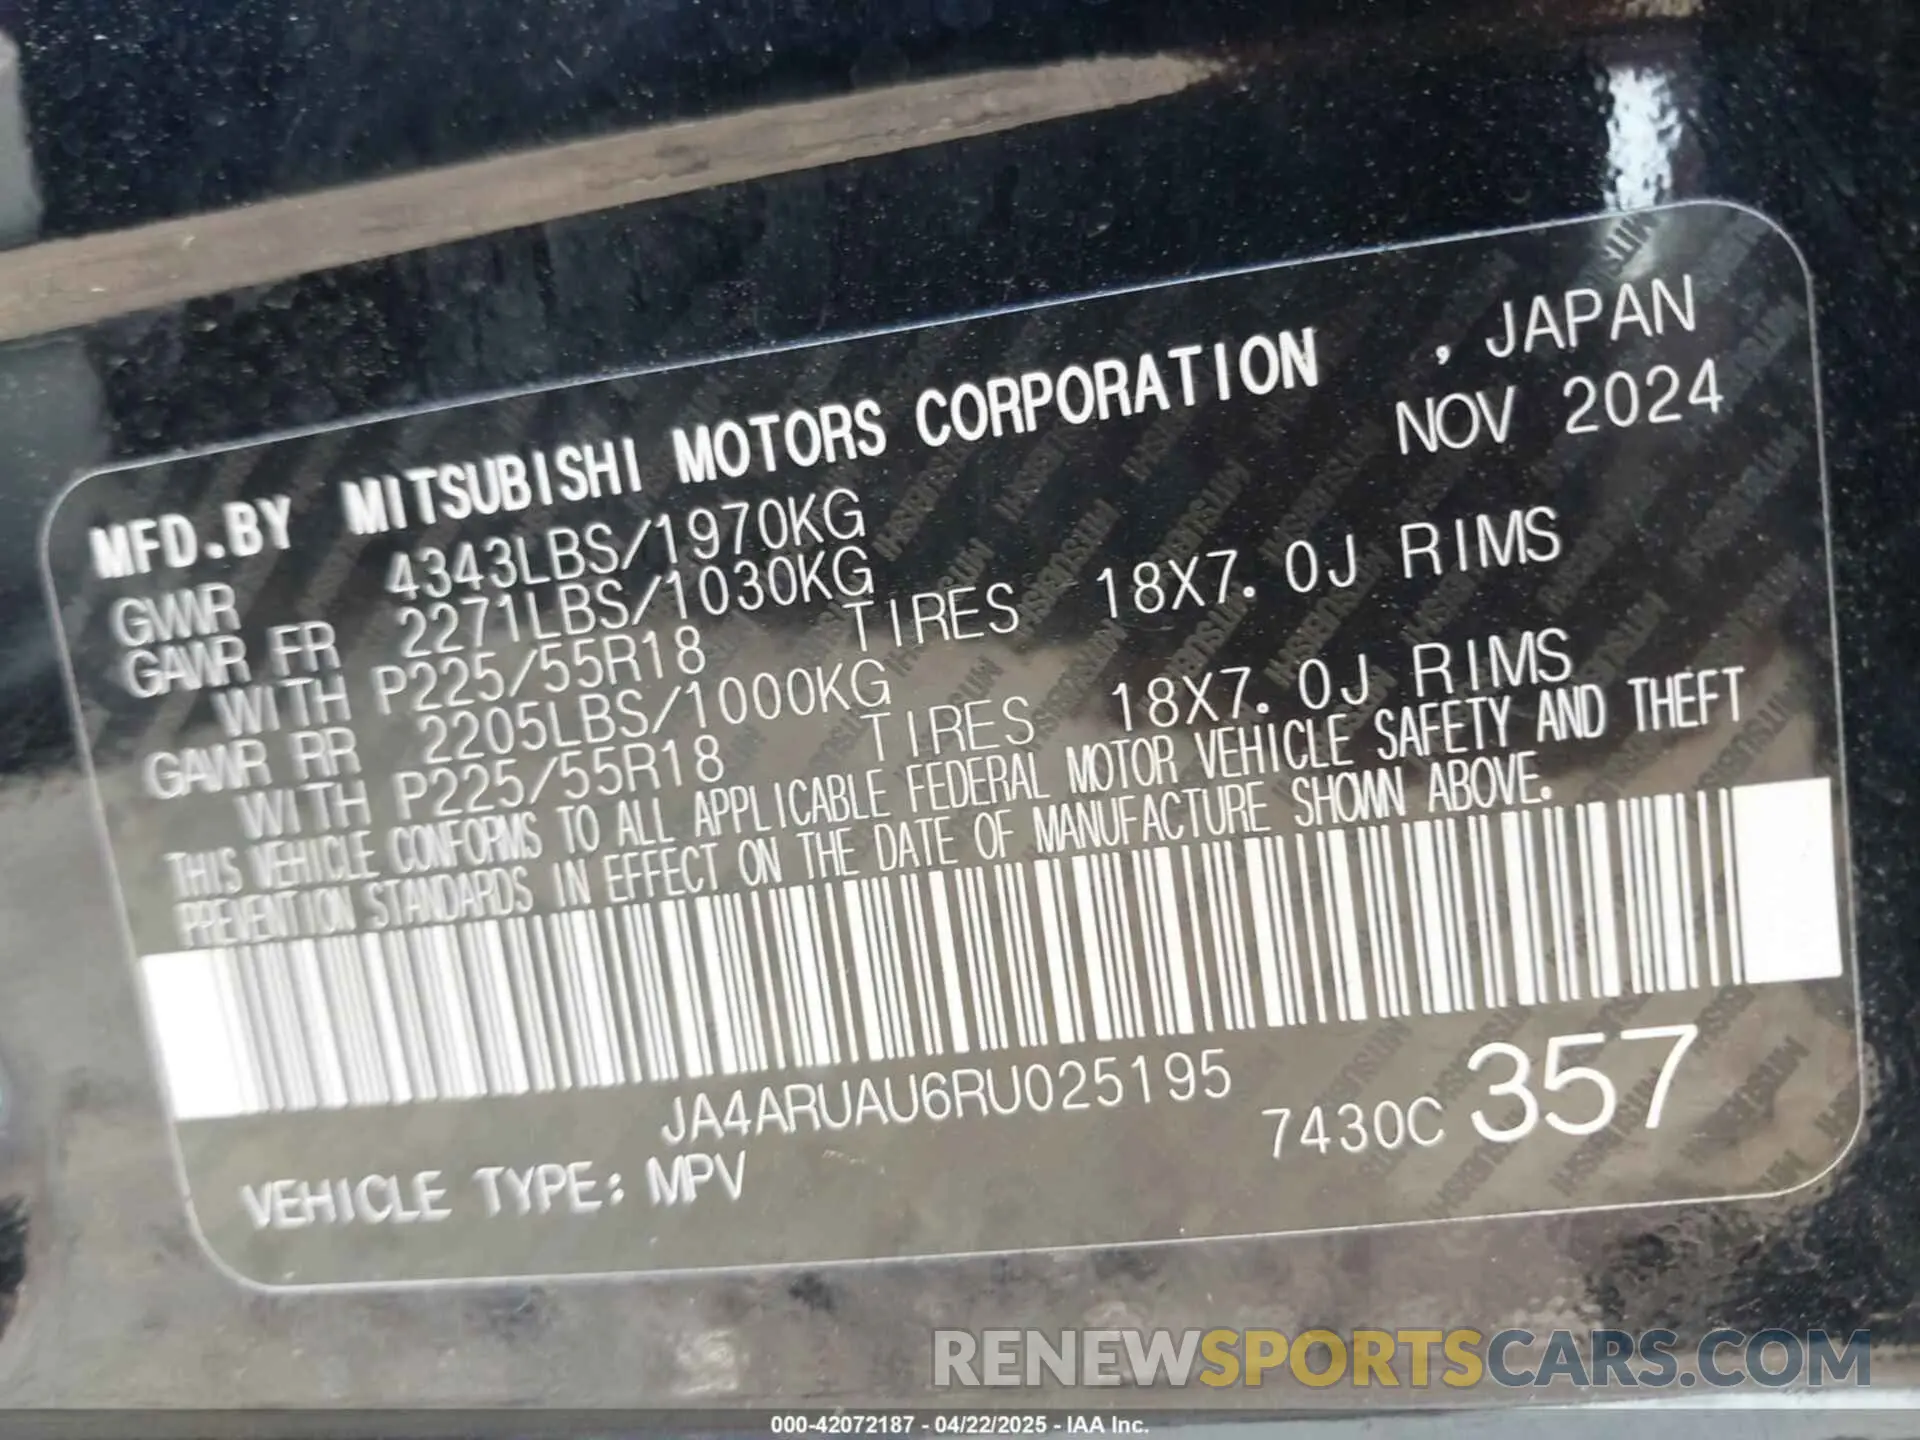 MFD.BY MITSUBISHI MOTORS CORPORATION , JAPAN
NOV 2024
GVWR 4343LBS/1970KG
GAWR FR 2271LBS/1030KG
WITH P225/55R18 TIRES 18X7.0J RIMS
GAWR RR 2205LBS/1000KG
WITH P225/55R18 TIRES 18X7.0J RIMS
THIS VEHICLE CONFORMS TO ALL APPLICABLE FEDERAL MOTOR VEHICLE SAFETY AND THEFT
PREVENTION STANDARDS IN EFFECT ON THE DATE OF MANUFACTURE SHOWN ABOVE.
JA4ARUAU6RU025195
7430C 357
VEHICLE TYPE: MPV
RENEWSPORTSCARS.COM
000-42072187 - 04/22/2025 - IAA Inc.